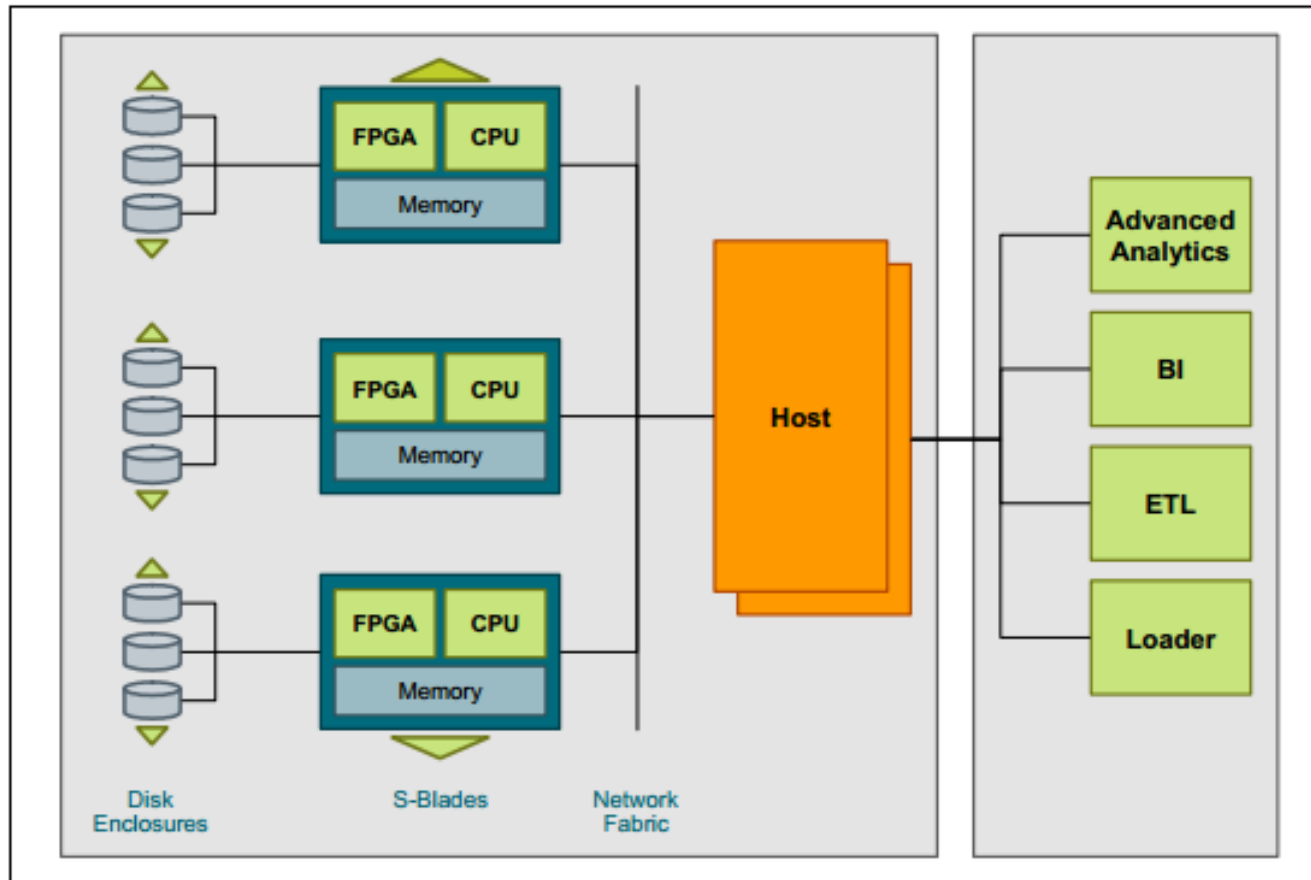 FPGA
CPU
Memory
FPGA
CPU
Memory
FPGA
CPU
Memory
Host
Advanced
Analytics
BI
ETL
Loader
Disk
Enclosures
S-Blades
Network
Fabric